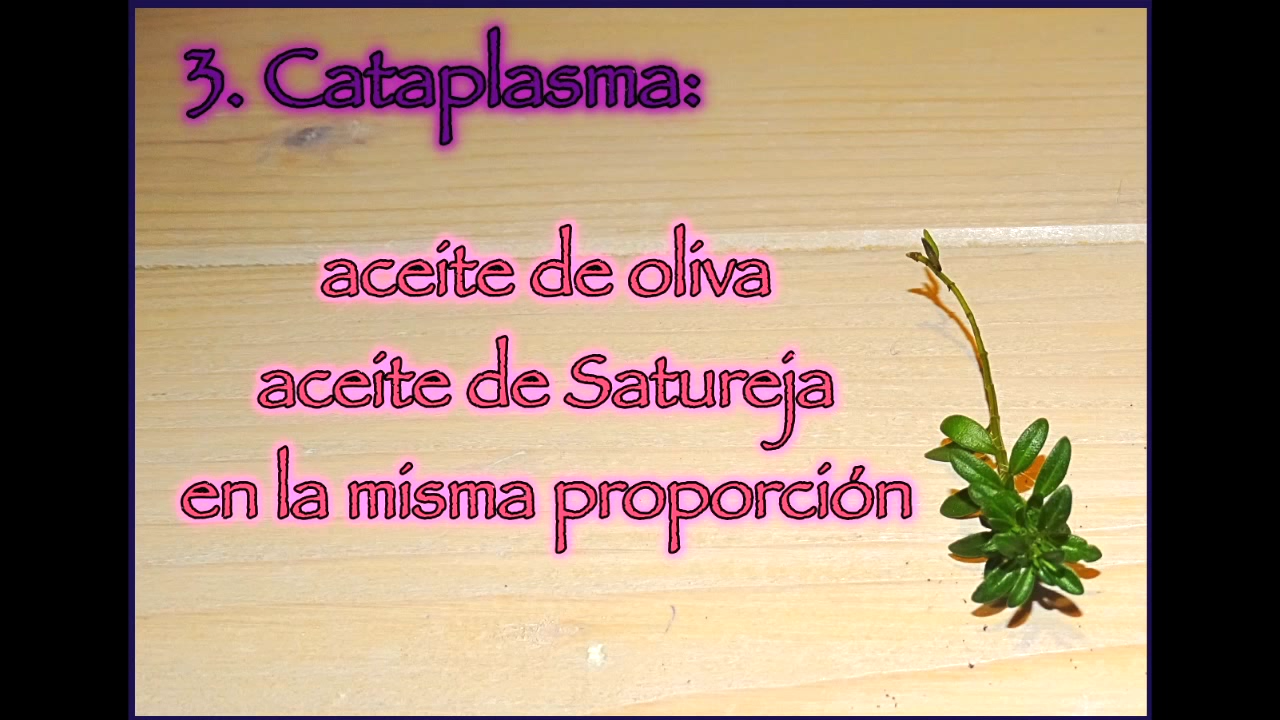 3. Cataplasma:
aceite de oliva
aceite de Satureja
en la misma proporción